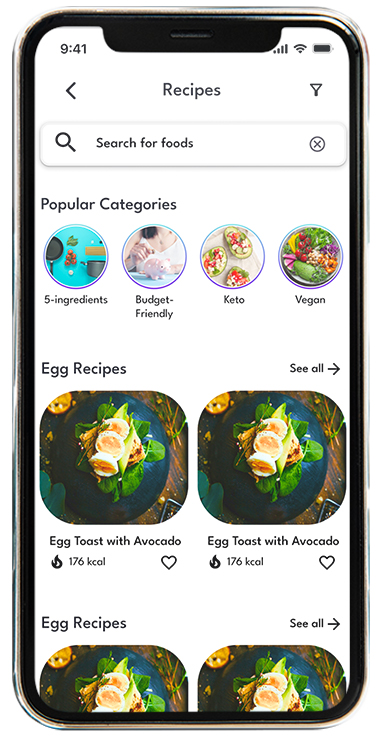 9:41
Recipes
Search for foods
Popular Categories
5-ingredients
Budget-
Friendly
Keto
Vegan
Egg Recipes
See all
Egg Toast with Avocado
Egg Toast with Avocado
176 kcal
176 kcal
Egg Recipes
See all